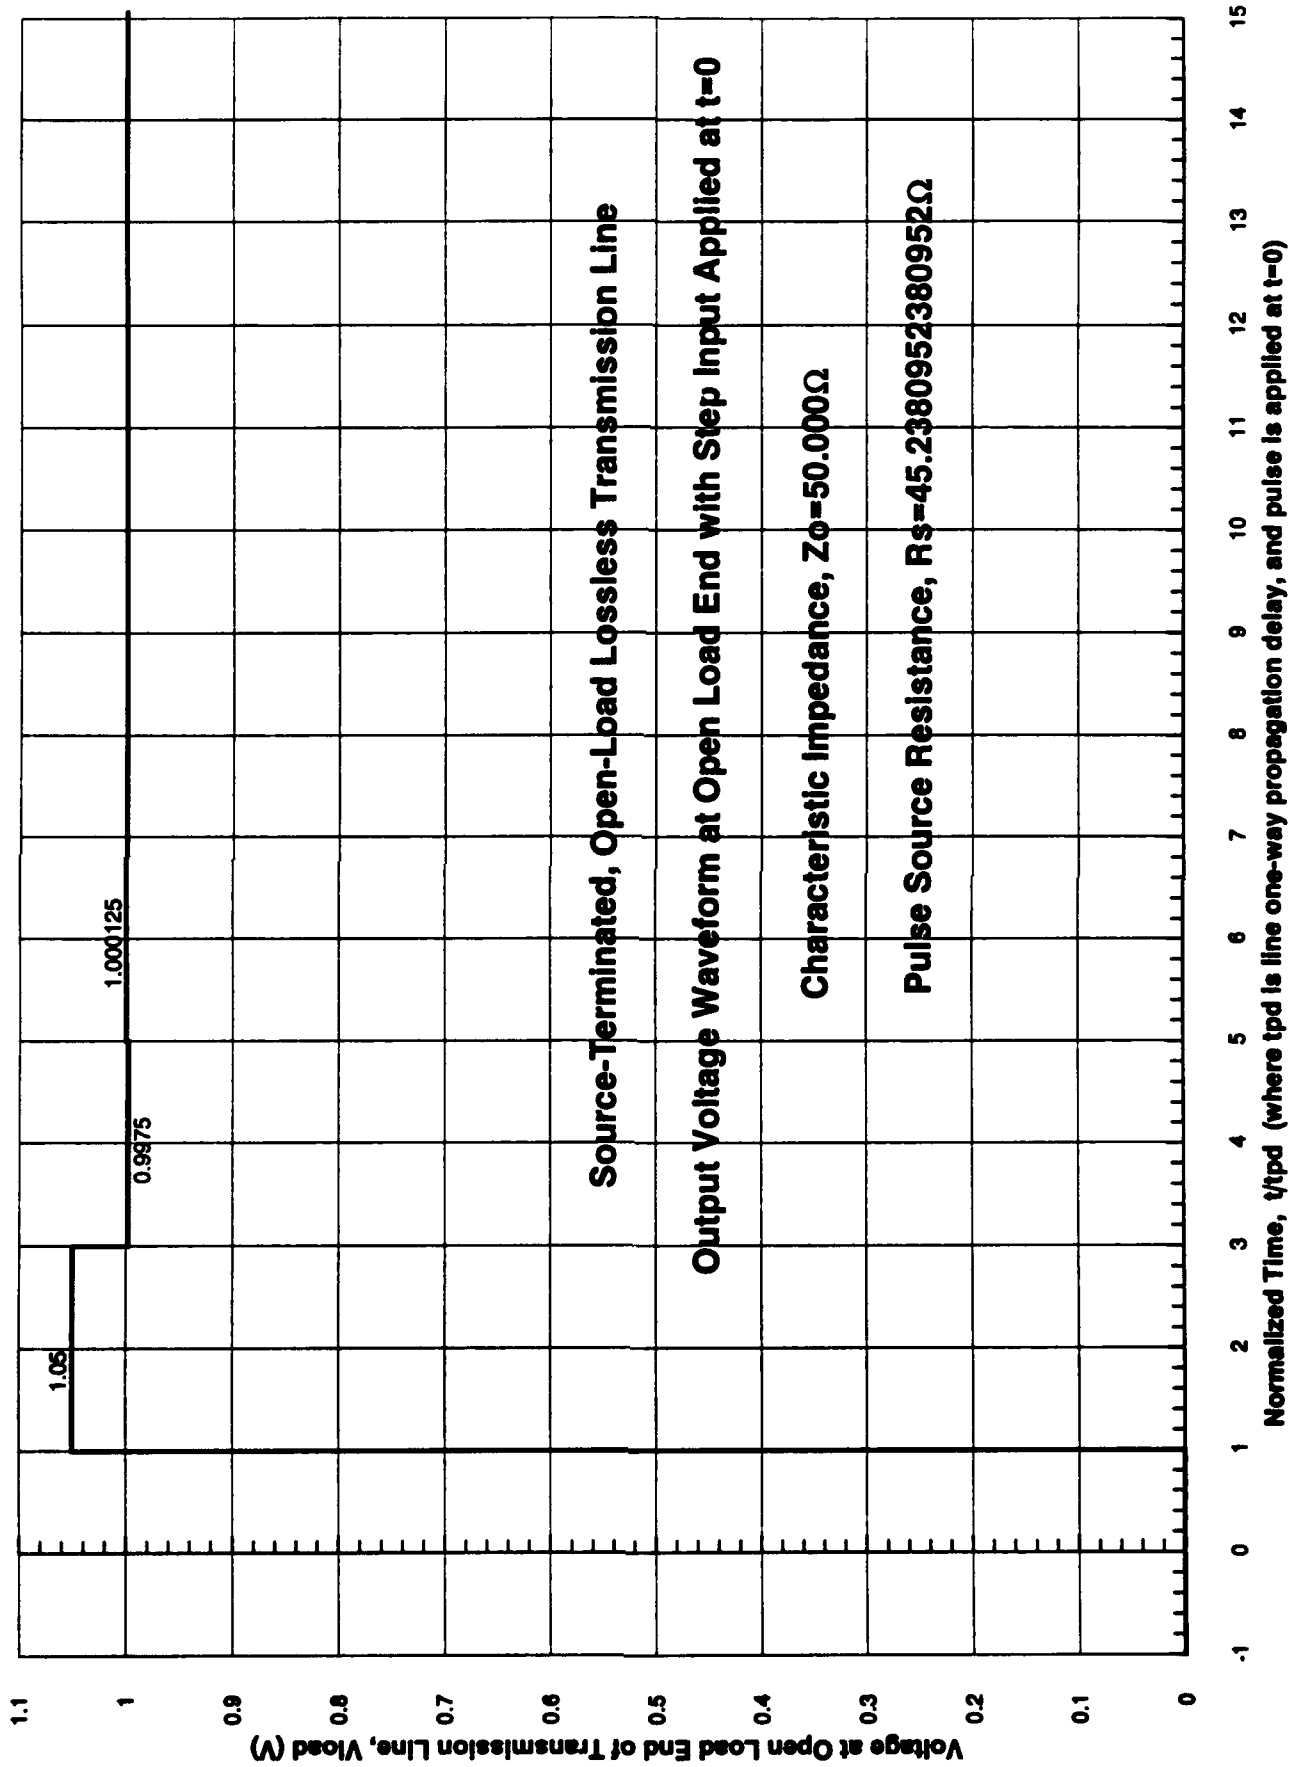 1.1
1
0.9
0.8
0.7
0.6
0.5
0.4
0.3
0.2
0.1
0
Voltage at Open Load End of Transmission Line, Vload (V)
1.05
0.9975
1.000125
Source-Terminated, Open-Load Lossless Transmission Line
Output Voltage Waveform at Open Load End with Step Input Applied at t=0
Characteristic Impedance, Zo=50.000Ω
Pulse Source Resistance, Rs=45.2380952380952Ω
-1 0 1 2 3 4 5 6 7 8 9 10 11 12 13 14 15
Normalized Time, t/tpd (where tpd is line one-way propagation delay, and pulse is applied at t=0)